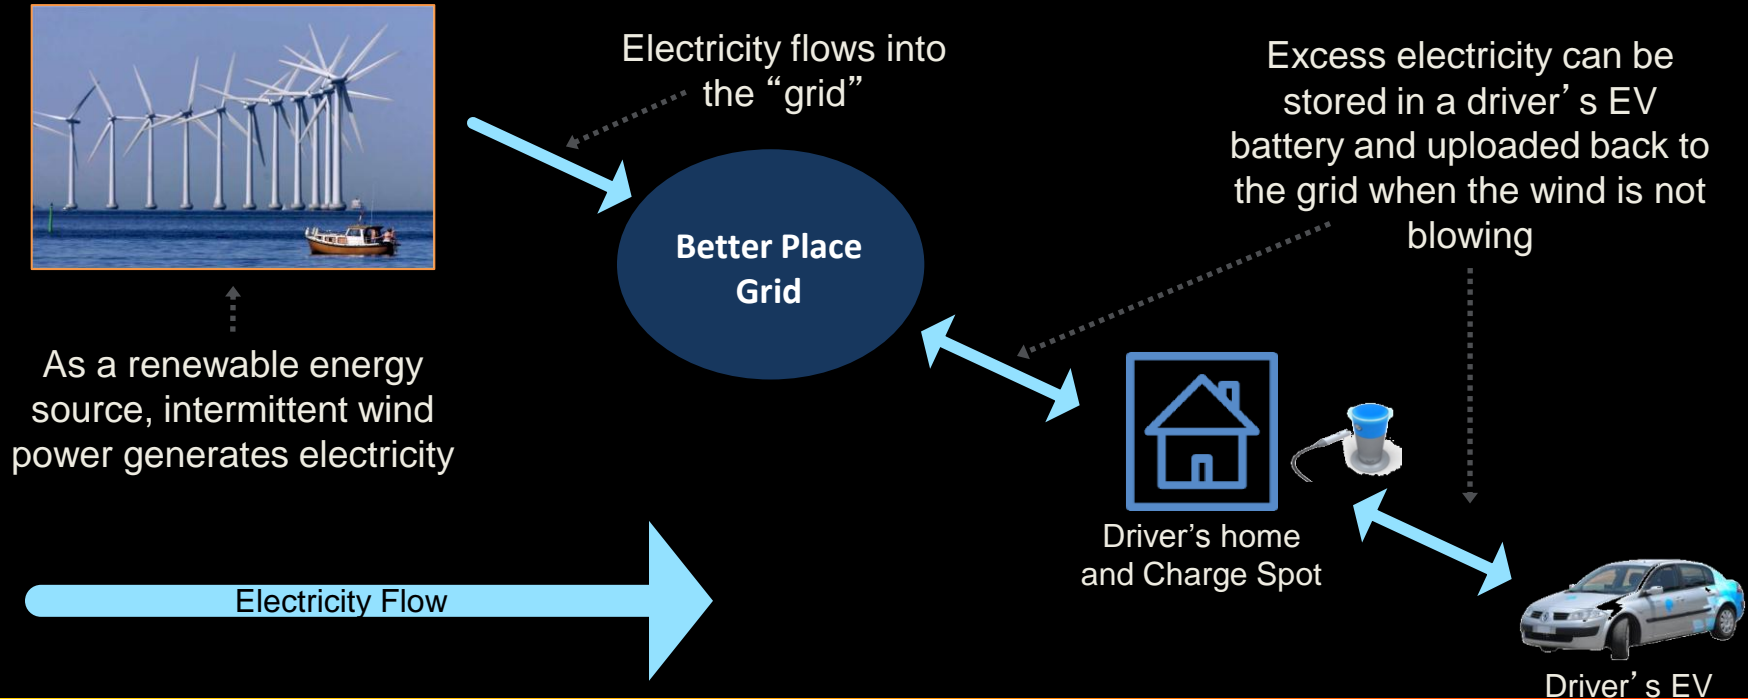 Electricity flows into
the “grid”
Excess electricity can be
stored in a driver’s EV
battery and uploaded back to
the grid when the wind is not
blowing
Better Place
Grid
As a renewable energy
source, intermittent wind
power generates electricity
Driver’s home
and Charge Spot
Electricity Flow
Driver’s EV